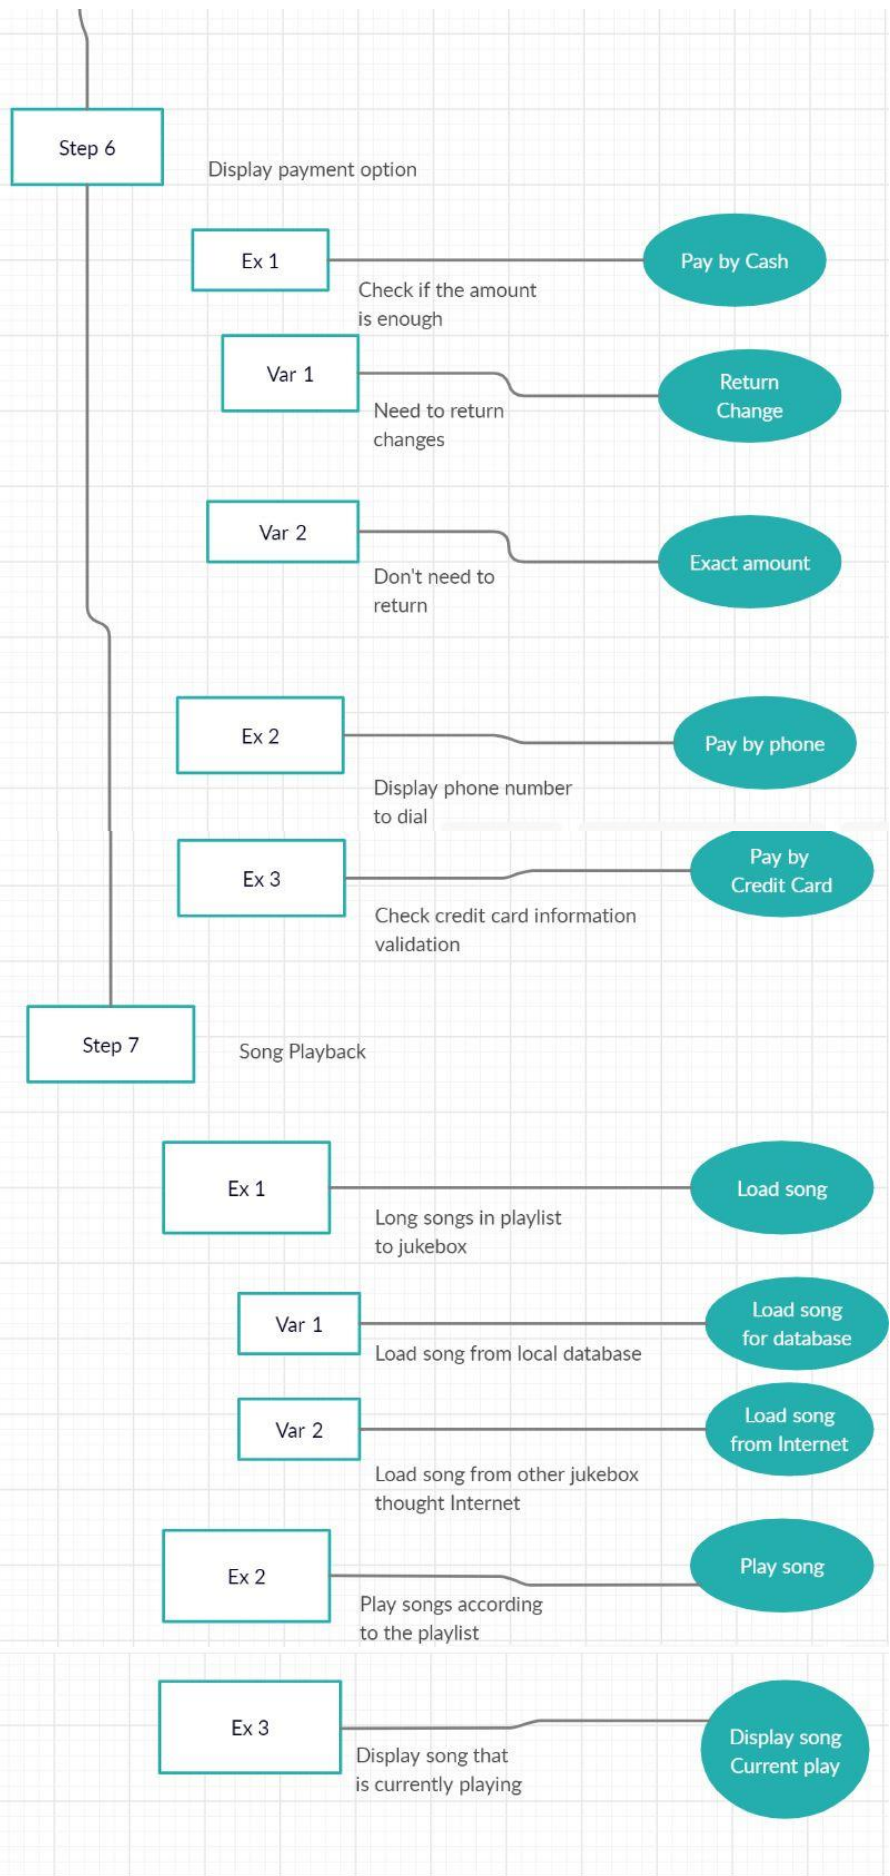 Step 6
Display payment option
Ex 1
Pay by Cash
Check if the amount
is enough
Var 1
Return
Change
Need to return
changes
Var 2
Exact amount
Don't need to
return
Ex 2
Pay by phone
Display phone number
to dial
Ex 3
Pay by
Credit Card
Check credit card information
validation
Step 7
Song Playback
Ex 1
Load song
Long songs in playlist
to jukebox
Var 1
Load song
for database
Load song from local database
Var 2
Load song
from Internet
Load song from other jukebox
thought Internet
Ex 2
Play song
Play songs according
to the playlist
Ex 3
Display song
Current play
Display song that
is currently playing